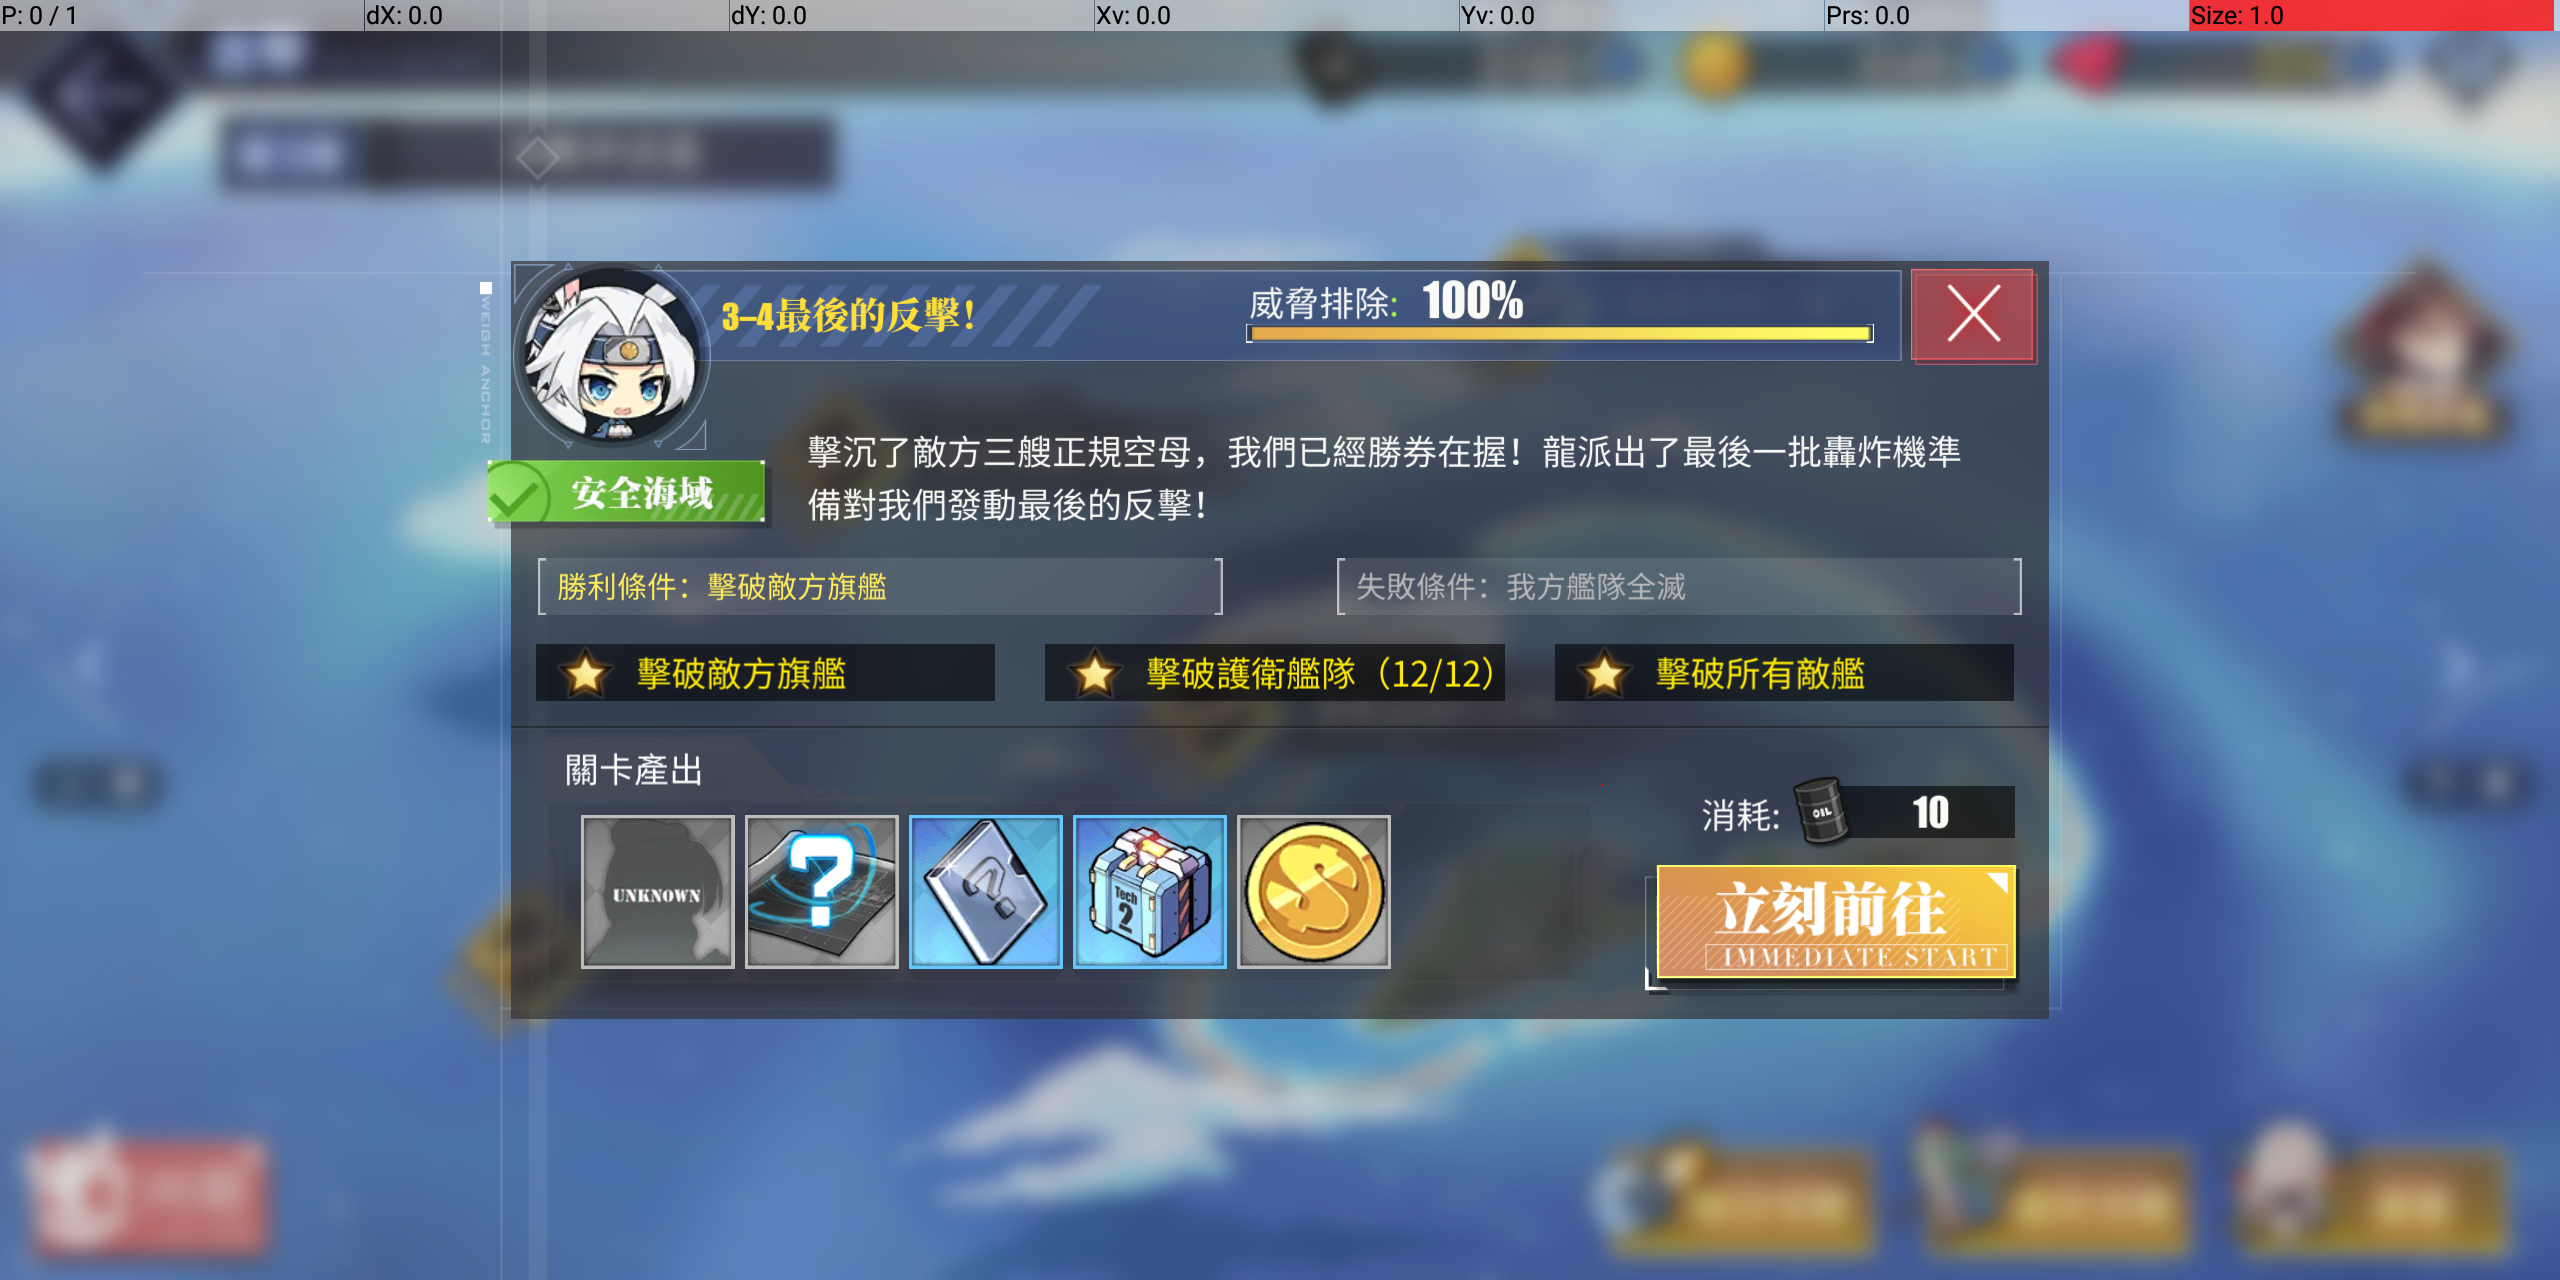 P: 0 / 1
dX: 0.0
dY: 0.0
Xv: 0.0
Yv: 0.0
Prs: 0.0
Size: 1.0
3-4最後的反擊!
威脅排除: 100%
WEIGH ANCHOR
安全海域
擊沉了敵方三艘正規空母，我們已經勝券在握！龍派出了最後一批轟炸機準
備對我們發動最後的反擊！
勝利條件：擊破敵方旗艦
失敗條件：我方艦隊全滅
擊破敵方旗艦
擊破護衛艦隊（12/12）
擊破所有敵艦
關卡產出
UNKNOWN
?
?
Tech
2
S
消耗:
OIL
10
立刻前往
IMMEDIATE START